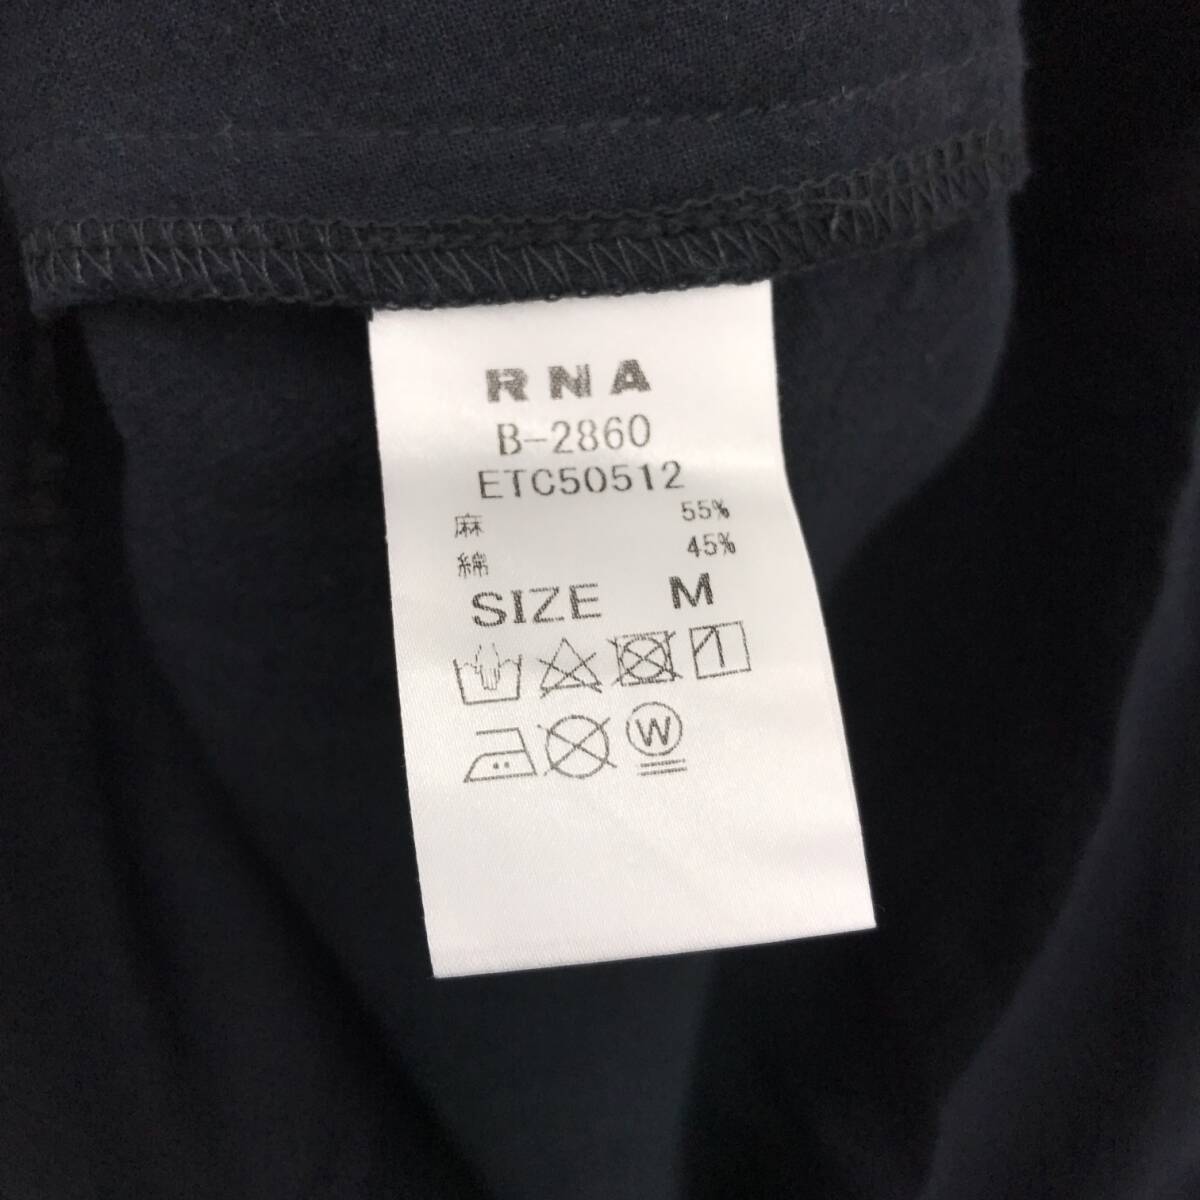 RNA
B-2860
ETC50512
麻 55%
綿 45%
SIZE M
W